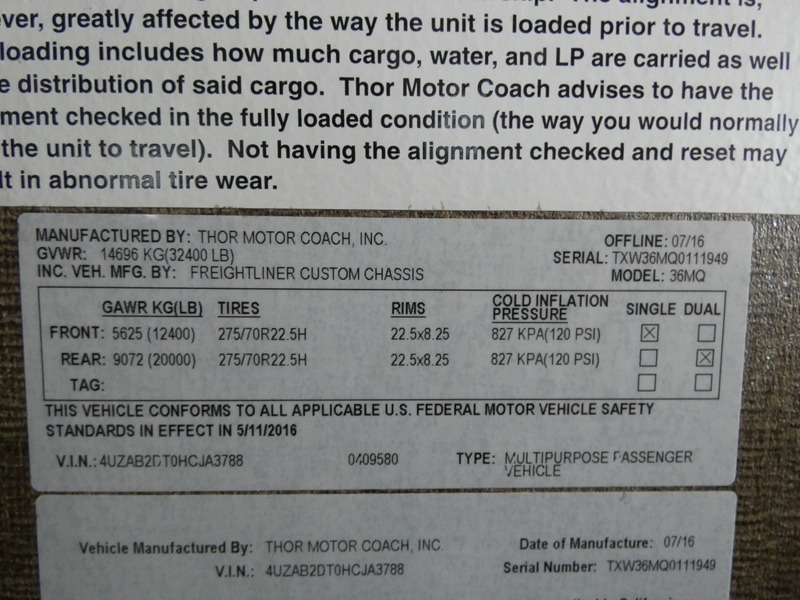 ver, greatly affected by the way the unit is loaded prior to travel.
loading includes how much cargo, water, and LP are carried as well
e distribution of said cargo. Thor Motor Coach advises to have the
ment checked in the fully loaded condition (the way you would normally
the unit to travel). Not having the alignment checked and reset may
lt in abnormal tire wear.
MANUFACTURED BY: THOR MOTOR COACH, INC. OFFLINE: 07/16
GVWR: 14696 KG(32400 LB) SERIAL: TXW36MQ0111949
INC. VEH. MFG. BY: FREIGHTLINER CUSTOM CHASSIS MODEL: 36MQ
GAWR KG(LB) TIRES RIMS COLD INFLATION PRESSURE SINGLE DUAL
FRONT: 5625 (12400) 275/70R22.5H 22.5x8.25 827 KPA(120 PSI) ☒ ☐
REAR: 9072 (20000) 275/70R22.5H 22.5x8.25 827 KPA(120 PSI) ☐ ☒
TAG: ☐ ☐
THIS VEHICLE CONFORMS TO ALL APPLICABLE U.S. FEDERAL MOTOR VEHICLE SAFETY
STANDARDS IN EFFECT IN 5/11/2016
V.I.N.: 4UZAB2DT0HCJA3788 0409580 TYPE: MULTIPURPOSE PASSENGER
VEHICLE
Vehicle Manufactured By: THOR MOTOR COACH, INC. Date of Manufacture: 07/16
V.I.N.: 4UZAB2DT0HCJA3788 Serial Number: TXW36MQ0111949